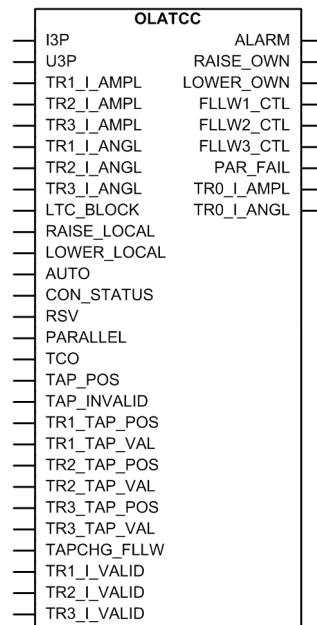 OLATCC
I3P ALARM
U3P RAISE_OWN
TR1_I_AMPL LOWER_OWN
TR2_I_AMPL FLLW1_CTL
TR3_I_AMPL FLLW2_CTL
TR1_I_ANGL FLLW3_CTL
TR2_I_ANGL PAR_FAIL
TR3_I_ANGL TR0_I_AMPL
LTC_BLOCK TR0_I_ANGL
RAISE_LOCAL
LOWER_LOCAL
AUTO
CON_STATUS
RSV
PARALLEL
TCO
TAP_POS
TAP_INVALID
TR1_TAP_POS
TR1_TAP_VAL
TR2_TAP_POS
TR2_TAP_VAL
TR3_TAP_POS
TR3_TAP_VAL
TAPCHG_FLLW
TR1_I_VALID
TR2_I_VALID
TR3_I_VALID